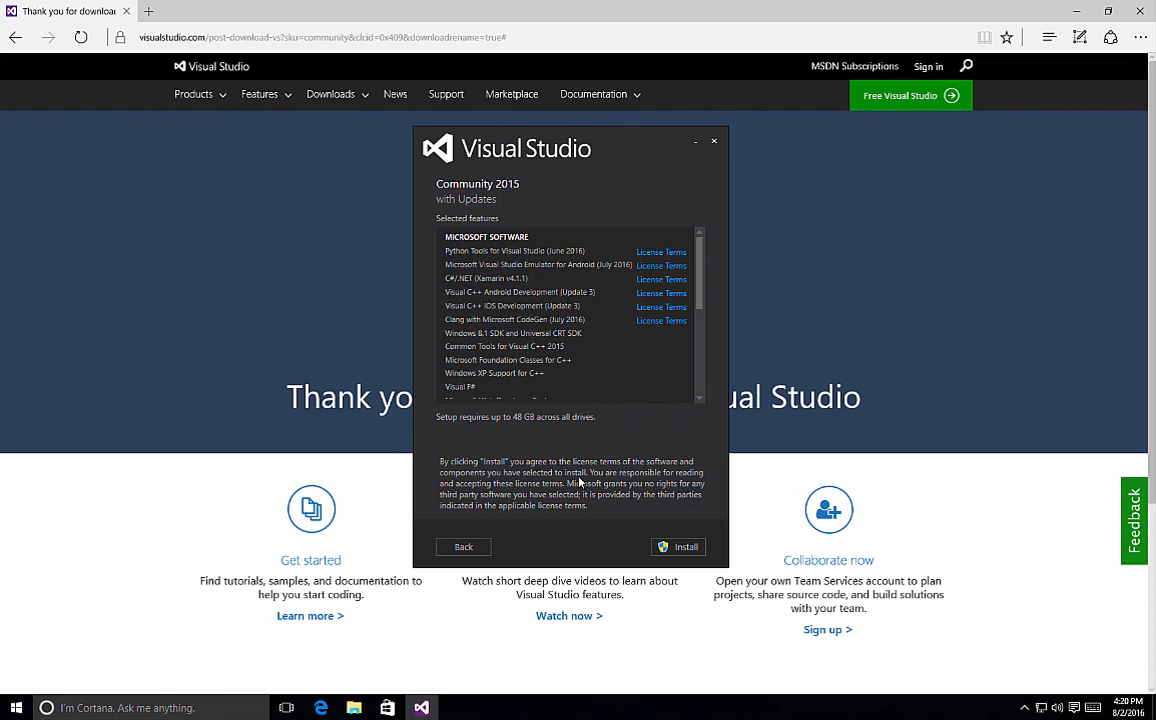 Thank you for downloa
visualstudio.com/post-download-vs?sku=community&clcid=0x409&downloadrename=true#
Visual Studio
MSDN Subscriptions
Sign in
Products
Features
Downloads
News
Support
Marketplace
Documentation
Free Visual Studio
Visual Studio
Community 2015
with Updates
Selected features
MICROSOFT SOFTWARE
Python Tools for Visual Studio (June 2016) License Terms
Microsoft Visual Studio Emulator for Android (July 2016) License Terms
C#/.NET (Xamarin v4.1.1) License Terms
Visual C++ Android Development (Update 3) License Terms
Visual C++ iOS Development (Update 3) License Terms
Clang with Microsoft CodeGen (July 2016) License Terms
Windows 8.1 SDK and Universal CRT SDK
Common Tools for Visual C++ 2015
Microsoft Foundation Classes for C++
Windows XP Support for C++
Visual F#
Setup requires up to 48 GB across all drives.
By clicking "Install" you agree to the license terms of the software and
components you have selected to install. You are responsible for reading
and accepting these license terms. Microsoft grants you no rights for any
third party software you have selected; it is provided by the third parties
indicated in the applicable license terms.
Back
Install
Thank yo
ual Studio
Get started
Find tutorials, samples, and documentation to
help you start coding.
Learn more >
Watch short deep dive videos to learn about
Visual Studio features.
Watch now >
Collaborate now
Open your own Team Services account to plan
projects, share source code, and build solutions
with your team.
Sign up >
Feedback
I'm Cortana. Ask me anything.
4:20 PM
8/2/2016